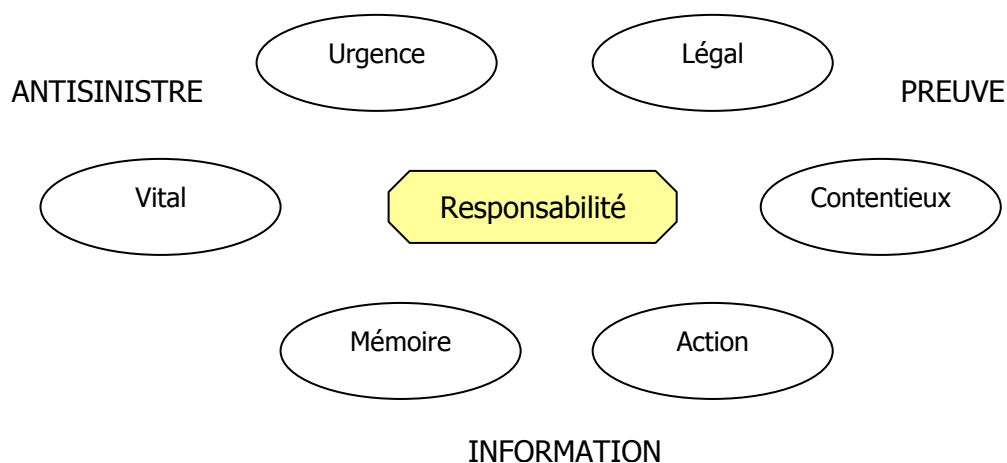 Urgence
Légal
ANTISINISTRE
PREUVE
Vital
Responsabilité
Contentieux
Mémoire
Action
INFORMATION